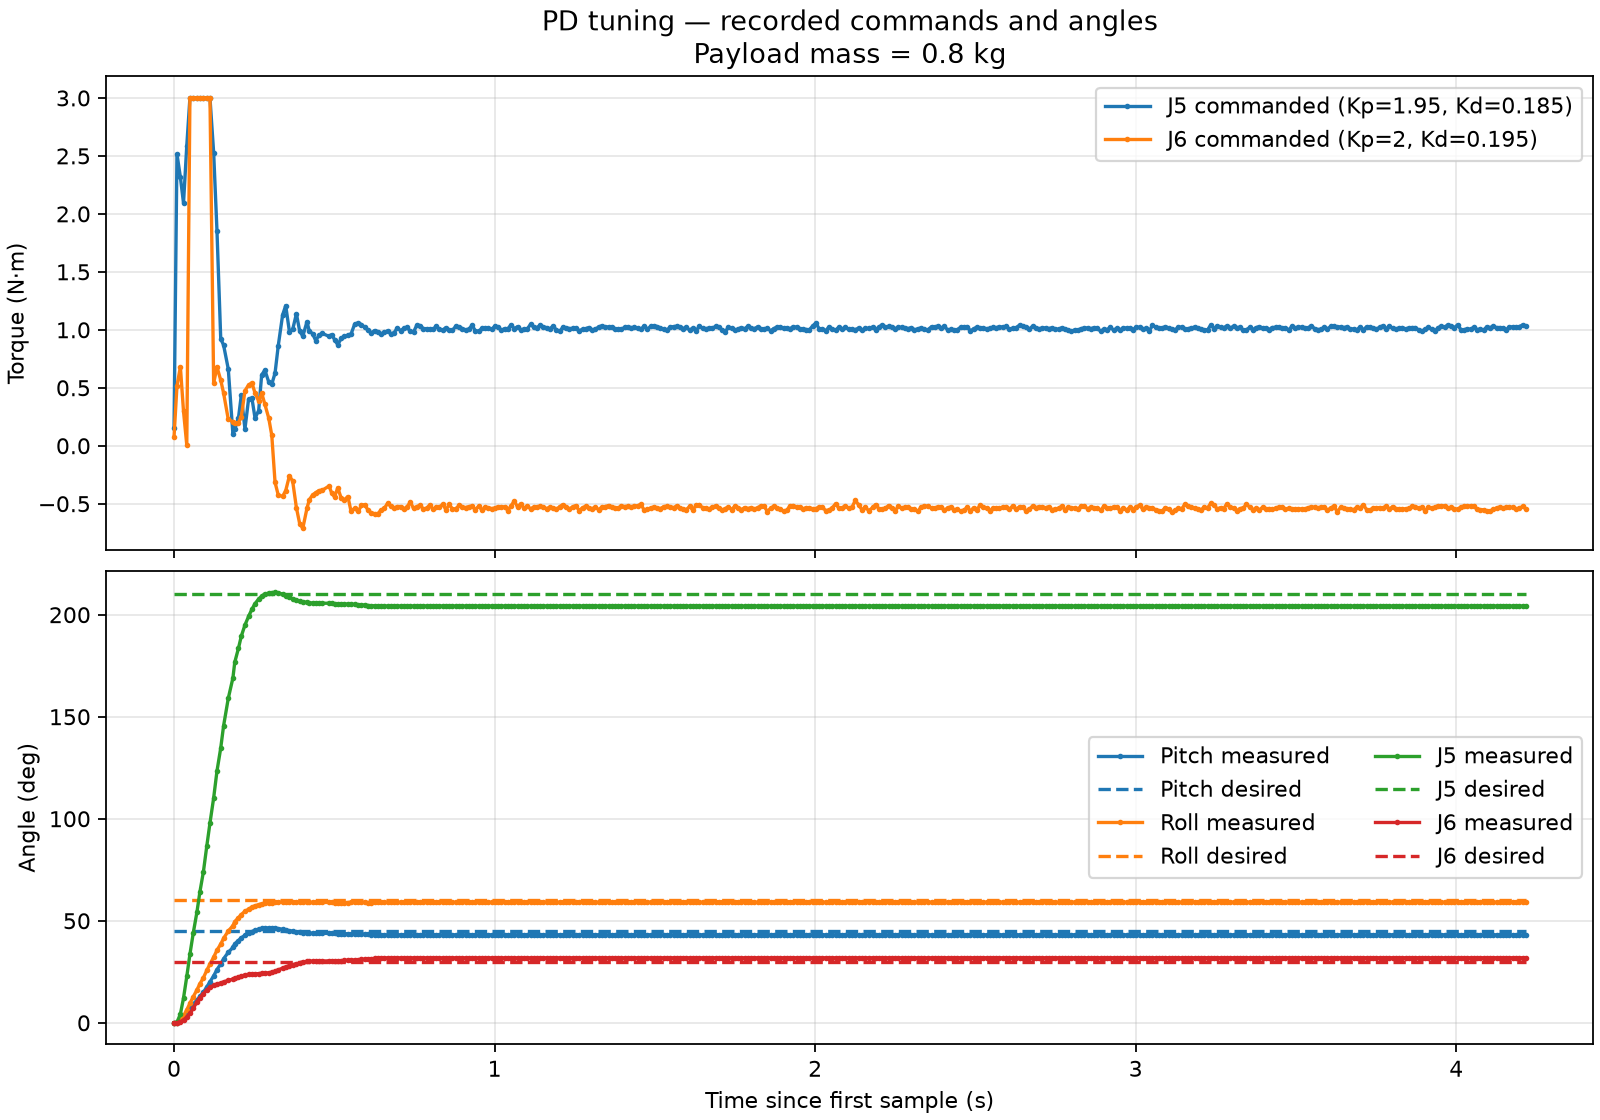 PD tuning — recorded commands and angles
Payload mass = 0.8 kg
3.0
2.5
2.0
1.5
1.0
0.5
0.0
−0.5
Torque (N·m)
J5 commanded (Kp=1.95, Kd=0.185)
J6 commanded (Kp=2, Kd=0.195)
200
150
100
50
0
Angle (deg)
Pitch measured
Pitch desired
Roll measured
Roll desired
J5 measured
J5 desired
J6 measured
J6 desired
0 1 2 3 4
Time since first sample (s)